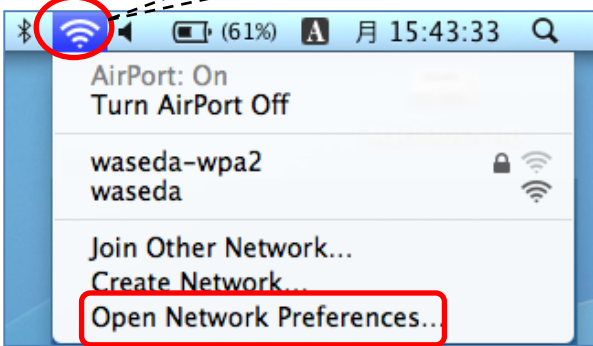 (61%) A 月 15:43:33
AirPort: On
Turn AirPort Off
waseda-wpa2
waseda
Join Other Network...
Create Network...
Open Network Preferences...